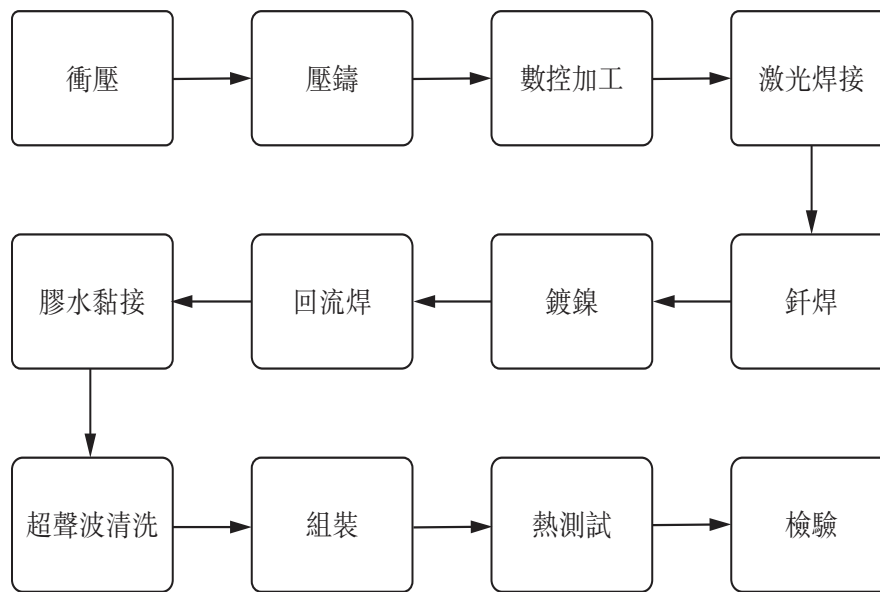 衝壓
壓鑄
數控加工
激光焊接
釺焊
鍍鎳
回流焊
膠水黏接
超聲波清洗
組裝
熱測試
檢驗